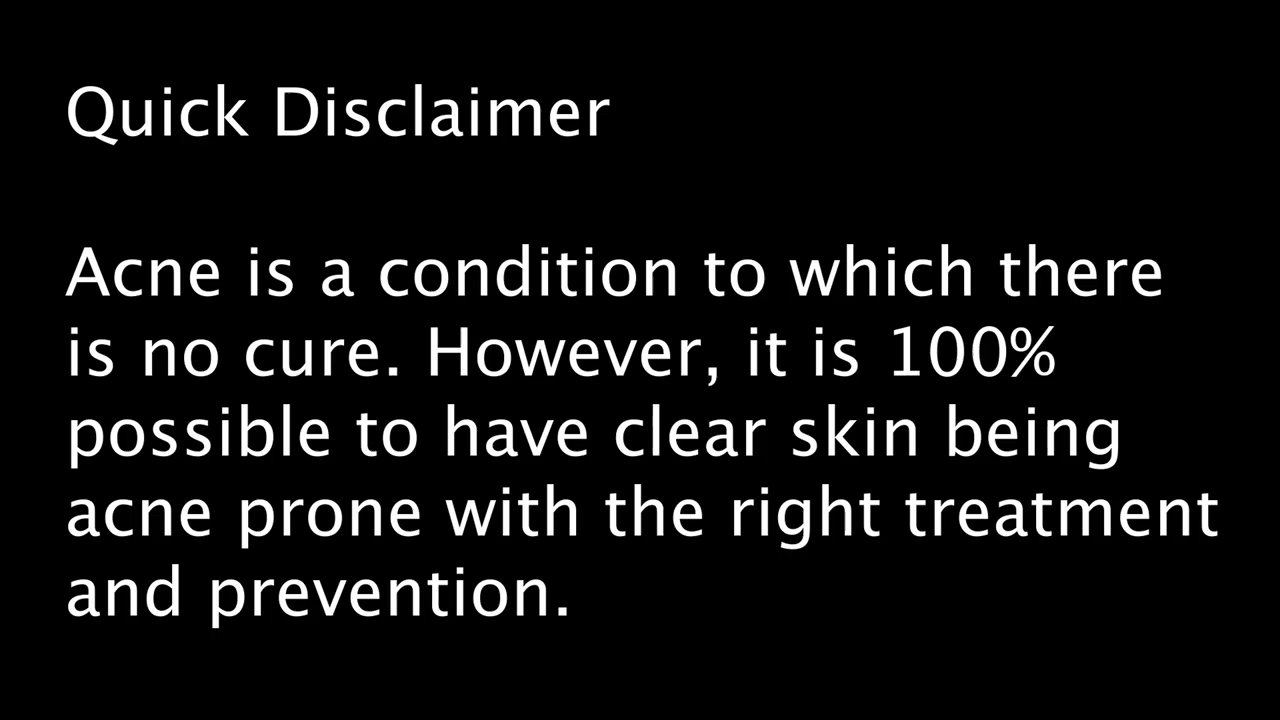 Quick Disclaimer
Acne is a condition to which there
is no cure. However, it is 100%
possible to have clear skin being
acne prone with the right treatment
and prevention.